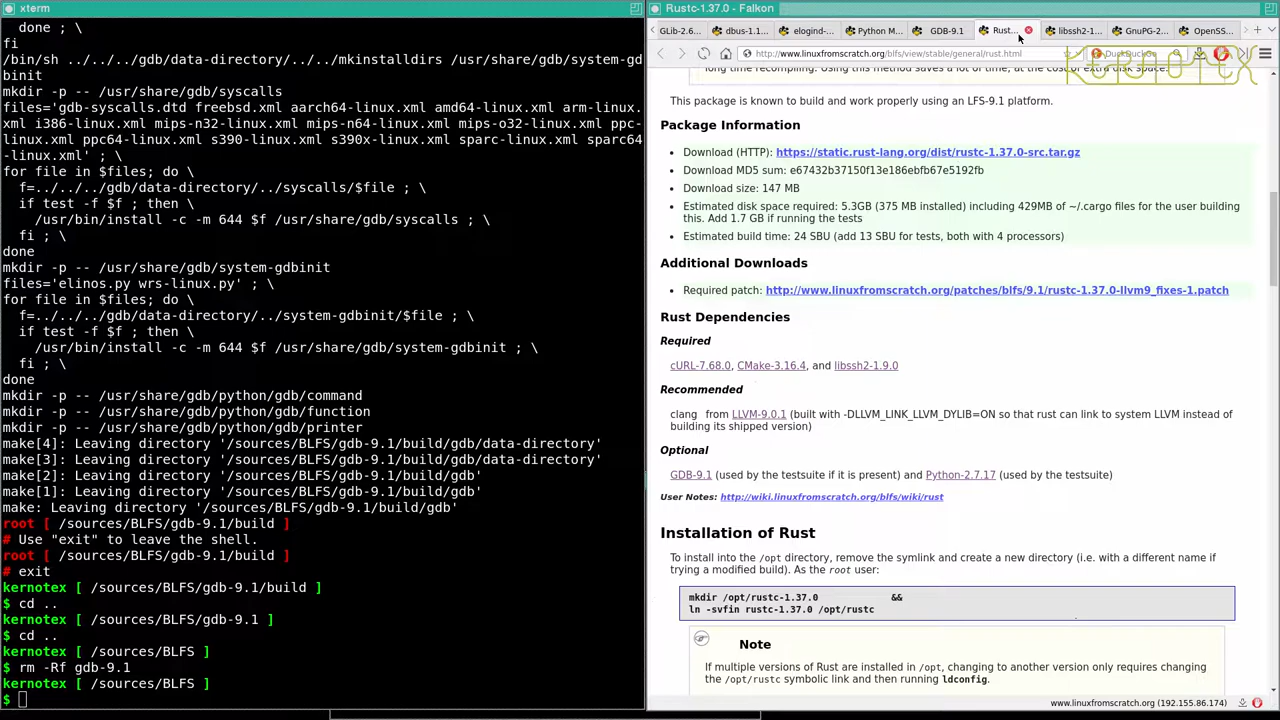 xterm
done ; \
fi
/bin/sh ../../../gdb/data-directory/../../mkinstalldirs /usr/share/gdb/system-gd
binit
mkdir -p -- /usr/share/gdb/syscalls
files='gdb-syscalls.dtd freebsd.xml aarch64-linux.xml amd64-linux.xml arm-linux.
xml i386-linux.xml mips-n32-linux.xml mips-n64-linux.xml mips-o32-linux.xml ppc-
linux.xml ppc64-linux.xml s390-linux.xml s390x-linux.xml sparc-linux.xml sparc64
-linux.xml' ; \
for file in $files; do \
f=../../../gdb/data-directory/../syscalls/$file ; \
if test -f $f ; then \
/usr/bin/install -c -m 644 $f /usr/share/gdb/syscalls ; \
fi ; \
done
mkdir -p -- /usr/share/gdb/system-gdbinit
files='elinos.py wrs-linux.py' ; \
for file in $files; do \
f=../../../gdb/data-directory/../system-gdbinit/$file ; \
if test -f $f ; then \
/usr/bin/install -c -m 644 $f /usr/share/gdb/system-gdbinit ; \
fi ; \
done
mkdir -p -- /usr/share/gdb/python/gdb/command
mkdir -p -- /usr/share/gdb/python/gdb/function
mkdir -p -- /usr/share/gdb/python/gdb/printer
make[4]: Leaving directory '/sources/BLFS/gdb-9.1/build/gdb/data-directory'
make[3]: Leaving directory '/sources/BLFS/gdb-9.1/build/gdb/data-directory'
make[2]: Leaving directory '/sources/BLFS/gdb-9.1/build/gdb'
make[1]: Leaving directory '/sources/BLFS/gdb-9.1/build/gdb'
make: Leaving directory '/sources/BLFS/gdb-9.1/build/gdb'
root [ /sources/BLFS/gdb-9.1/build ]
# Use "exit" to leave the shell.
root [ /sources/BLFS/gdb-9.1/build ]
# exit
kernotex [ /sources/BLFS/gdb-9.1/build ]
$ cd ..
kernotex [ /sources/BLFS/gdb-9.1 ]
$ cd ..
kernotex [ /sources/BLFS ]
$ rm -Rf gdb-9.1
kernotex [ /sources/BLFS ]
$
Rustc-1.37.0 - Falkon
GLib-2.6... dbus-1.1... elogind-... Python M... GDB-9.1 Rust... libssh2-1... GnuPG-2... OpenSS...
http://www.linuxfromscratch.org/blfs/view/stable/general/rust.html DuckDuckGo
KERNOTEX
long time recompiling. Using this method saves a lot of time, at the cost of extra disk space.
This package is known to build and work properly using an LFS-9.1 platform.
Package Information
Download (HTTP): https://static.rust-lang.org/dist/rustc-1.37.0-src.tar.gz
Download MD5 sum: e67432b37150f13e186ebfb67e5192fb
Download size: 147 MB
Estimated disk space required: 5.3GB (375 MB installed) including 429MB of ~/.cargo files for the user building
this. Add 1.7 GB if running the tests
Estimated build time: 24 SBU (add 13 SBU for tests, both with 4 processors)
Additional Downloads
Required patch: http://www.linuxfromscratch.org/patches/blfs/9.1/rustc-1.37.0-llvm9_fixes-1.patch
Rust Dependencies
Required
cURL-7.68.0, CMake-3.16.4, and libssh2-1.9.0
Recommended
clang from LLVM-9.0.1 (built with -DLLVM_LINK_LLVM_DYLIB=ON so that rust can link to system LLVM instead of
building its shipped version)
Optional
GDB-9.1 (used by the testsuite if it is present) and Python-2.7.17 (used by the testsuite)
User Notes: http://wiki.linuxfromscratch.org/blfs/wiki/rust
Installation of Rust
To install into the /opt directory, remove the symlink and create a new directory (i.e. with a different name if
trying a modified build). As the root user:
mkdir /opt/rustc-1.37.0 &&
ln -svfin rustc-1.37.0 /opt/rustc
Note
If multiple versions of Rust are installed in /opt, changing to another version only requires changing
the /opt/rustc symbolic link and then running ldconfig.
www.linuxfromscratch.org (192.155.86.174)